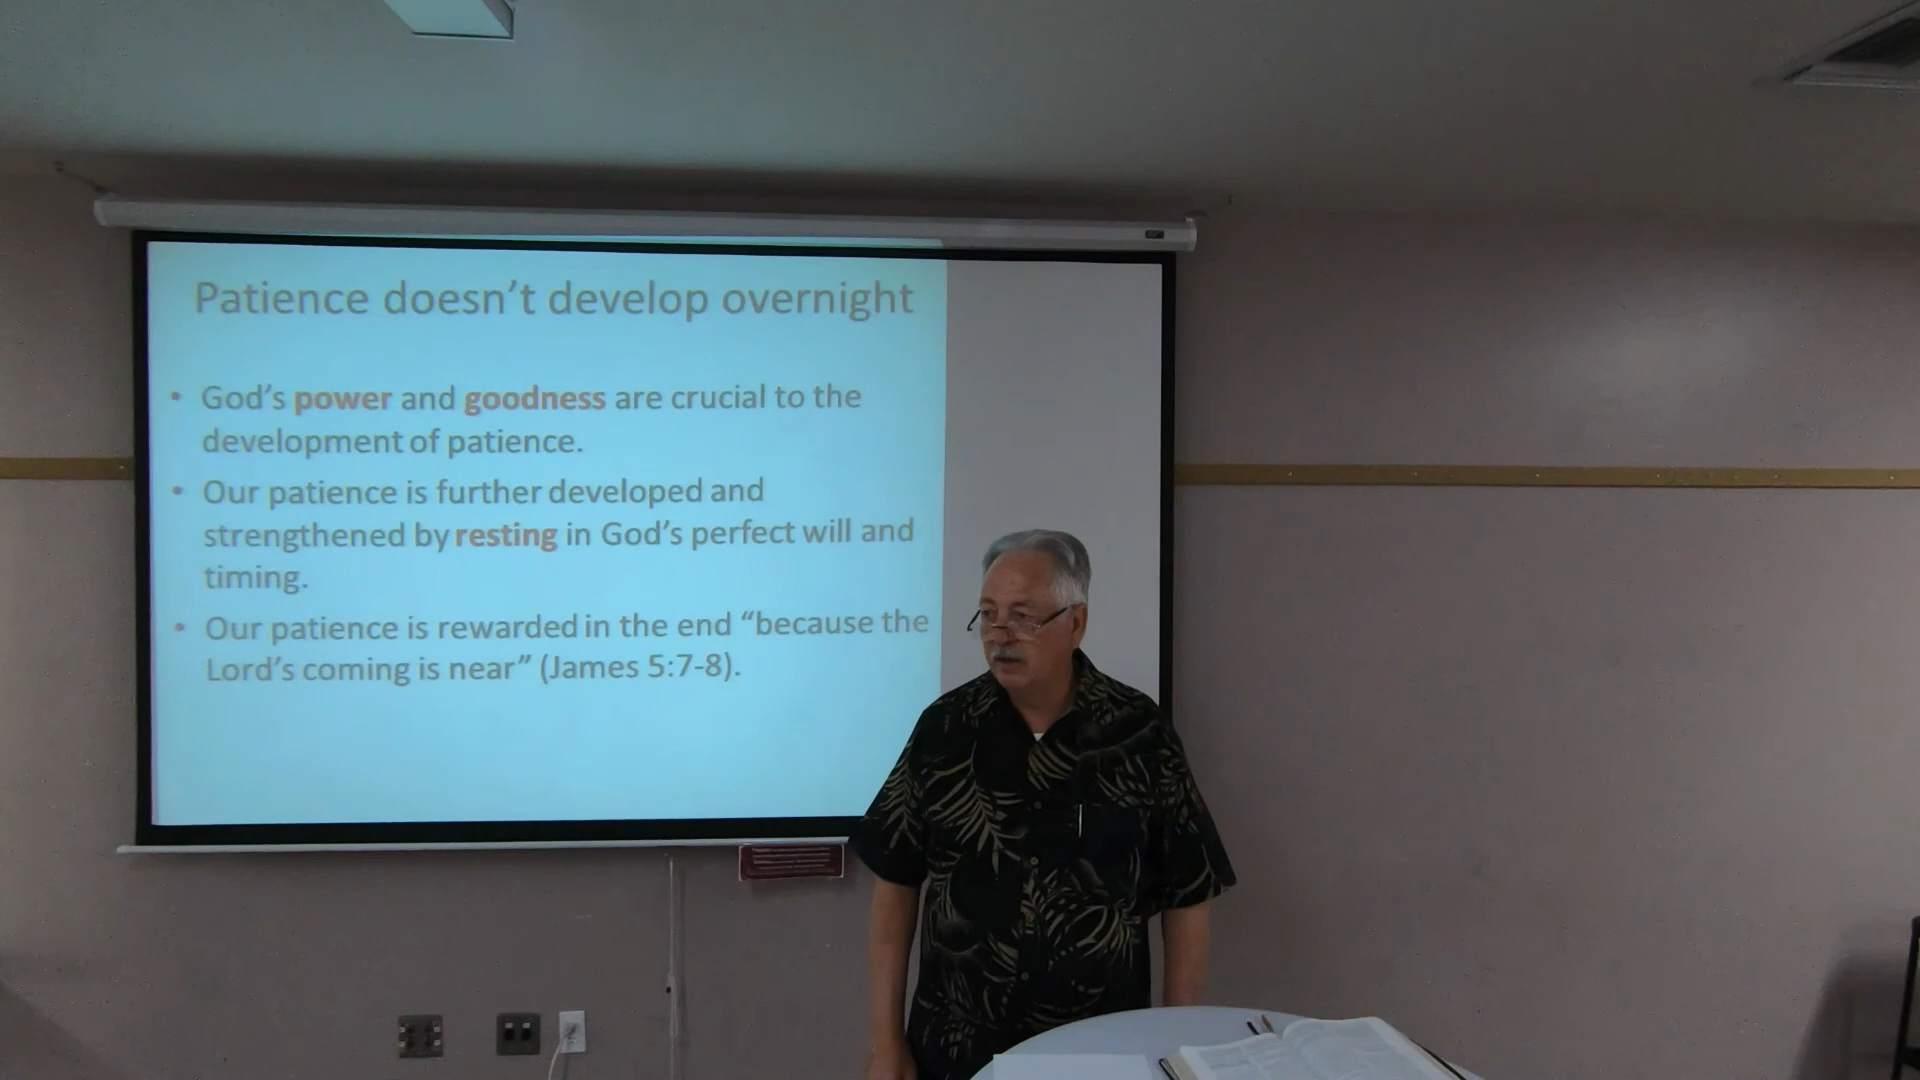 Patience doesn’t develop overnight
• God’s power and goodness are crucial to the
development of patience.
• Our patience is further developed and
strengthened by resting in God’s perfect will and
timing.
• Our patience is rewarded in the end “because the
Lord’s coming is near” (James 5:7-8).